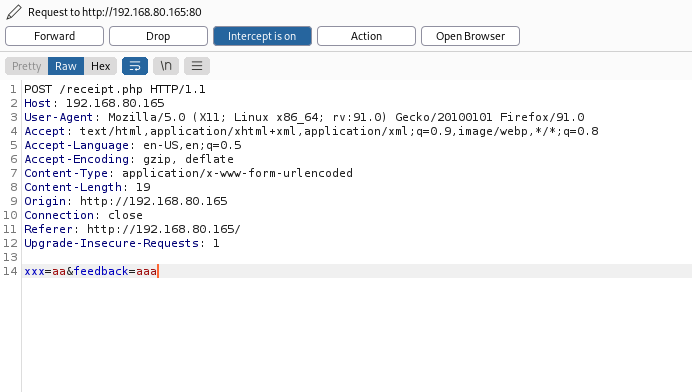 Request to http://192.168.80.165:80
Forward Drop Intercept is on Action Open Browser
Pretty Raw Hex \n
1 POST /receipt.php HTTP/1.1
2 Host: 192.168.80.165
3 User-Agent: Mozilla/5.0 (X11; Linux x86_64; rv:91.0) Gecko/20100101 Firefox/91.0
4 Accept: text/html,application/xhtml+xml,application/xml;q=0.9,image/webp,*/*;q=0.8
5 Accept-Language: en-US,en;q=0.5
6 Accept-Encoding: gzip, deflate
7 Content-Type: application/x-www-form-urlencoded
8 Content-Length: 19
9 Origin: http://192.168.80.165
10 Connection: close
11 Referer: http://192.168.80.165/
12 Upgrade-Insecure-Requests: 1
13
14 xxx=aa&feedback=aaa